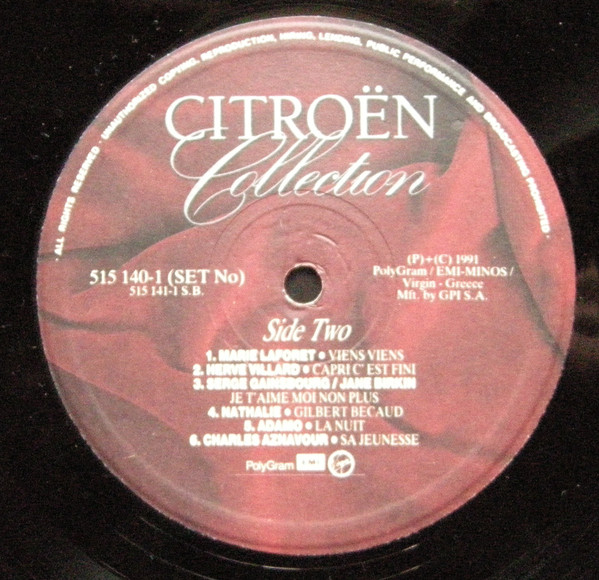 · ALL RIGHTS RESERVED · UNAUTHORIZED COPYING, REPRODUCTION, HIRING, LENDING, PUBLIC PERFORMANCE AND BROADCASTING PROHIBITED ·
CITROËN
Collection
515 140-1 (SET No)
515 141-1 S.B.
(P)+(C) 1991
PolyGram / EMI-MINOS /
Virgin - Greece
Mft. by GPI S.A.
Side Two
1. MARIE LAFORET • VIENS VIENS
2. HERVE VILLARD • CAPRI C' EST FINI
3. SERGE GAINSBOURG / JANE BIRKIN
JE T'AIME MOI NON PLUS
4. NATHALIE • GILBERT BECAUD
5. ADAMO • LA NUIT
6. CHARLES AZNAVOUR • SA JEUNESSE
PolyGram EMI Virgin